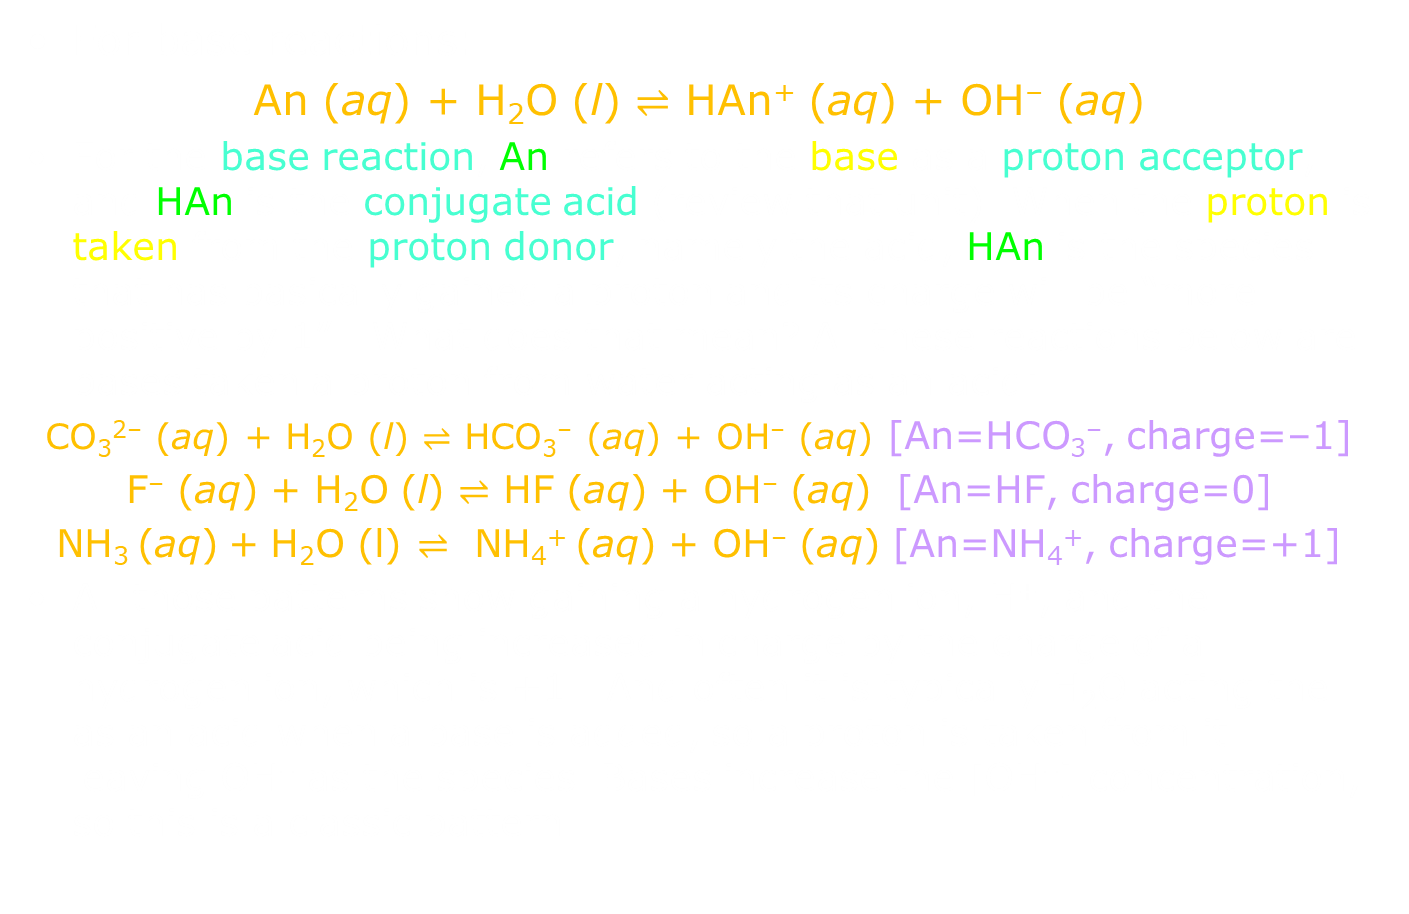 An (aq) + H₂O (l) ⇌ HAn⁺ (aq) + OH⁻ (aq)
base reaction An base proton acceptor
HAn conjugate acid proton
taken proton donor HAn
CO₃²⁻ (aq) + H₂O (l) ⇌ HCO₃⁻ (aq) + OH⁻ (aq) [An=HCO₃⁻, charge=–1]
F⁻ (aq) + H₂O (l) ⇌ HF (aq) + OH⁻ (aq) [An=HF, charge=0]
NH₃ (aq) + H₂O (l) ⇌ NH₄⁺ (aq) + OH⁻ (aq) [An=NH₄⁺, charge=+1]